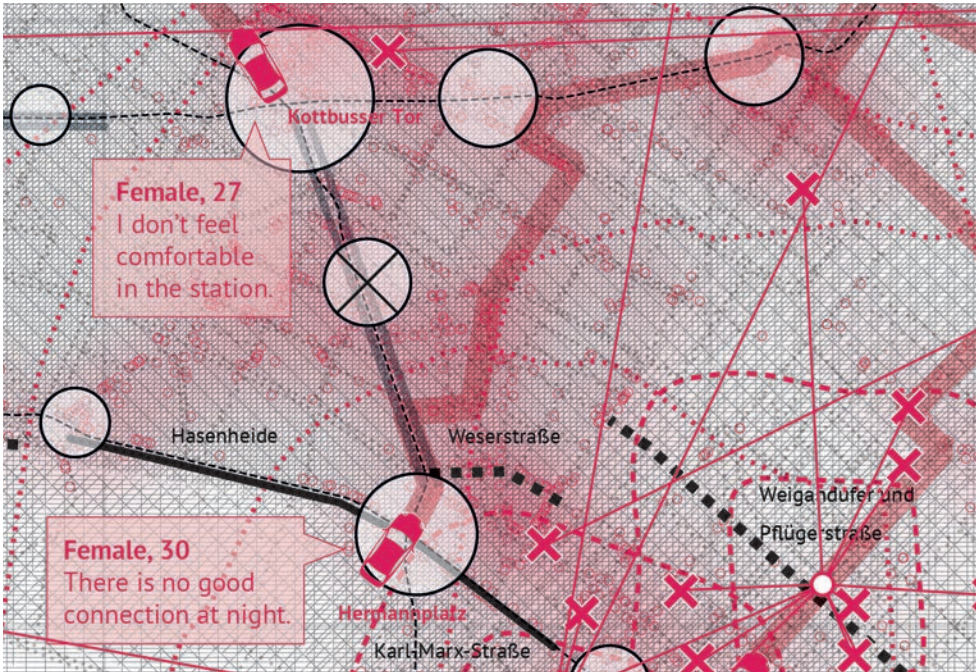 Kottbusser Tor
Female, 27
I don't feel
comfortable
in the station.
Hasenheide
Weserstraße
Weigandufer und
Pflügerstraße
Female, 30
There is no good
connection at night.
Hermannplatz
Karl-Marx-Straße